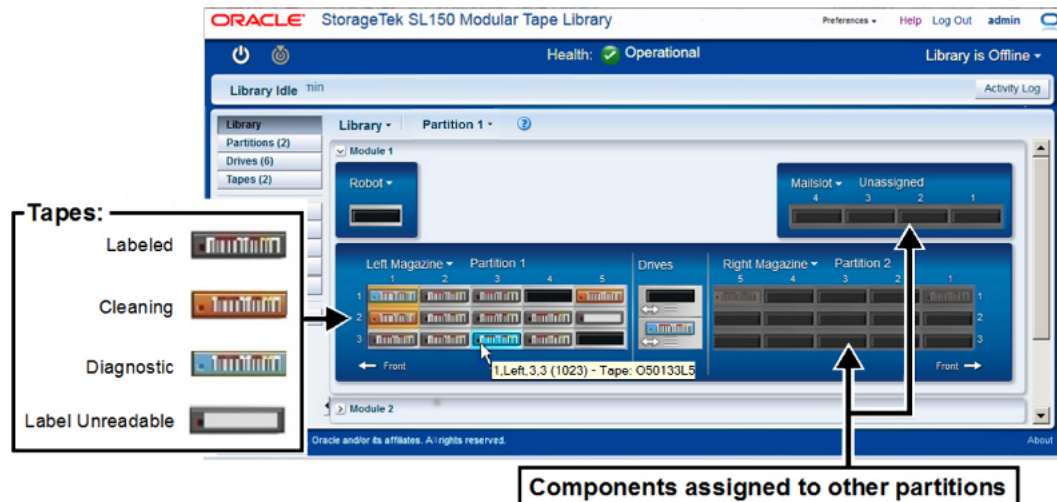 ORACLE® StorageTek SL150 Modular Tape Library Preferences Help Log Out admin
Health: Operational Library is Offline
Library Idle min Activity Log
Library
Partitions (2)
Drives (6)
Tapes (2)
Library Partition 1 ?
Module 1
Robot
Mailslot Unassigned
4 3 2 1
Left Magazine Partition 1 Drives Right Magazine Partition 2
1 2 3 4 5 5 4 3 2 1
1 1
2 2
3 3
Front Front
1,Left,3,3 (1023) - Tape: O50133L5
Module 2
Oracle and/or its affiliates. All rights reserved. About
Tapes:
Labeled
Cleaning
Diagnostic
Label Unreadable
Components assigned to other partitions